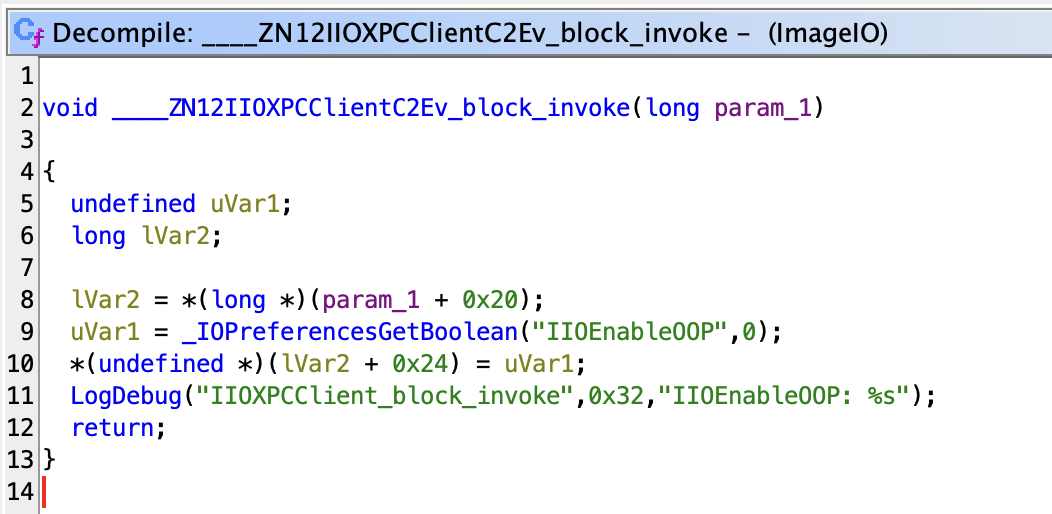 Decompile: ____ZN12IIOXPCClientC2Ev_block_invoke – (ImageIO)
1
2 void ____ZN12IIOXPCClientC2Ev_block_invoke(long param_1)
3
4 {
5 undefined uVar1;
6 long lVar2;
7
8 lVar2 = *(long *)(param_1 + 0x20);
9 uVar1 = _IOPreferencesGetBoolean("IIOEnableOOP",0);
10 *(undefined *)(lVar2 + 0x24) = uVar1;
11 LogDebug("IIOXPCClient_block_invoke",0x32,"IIOEnableOOP: %s");
12 return;
13 }
14